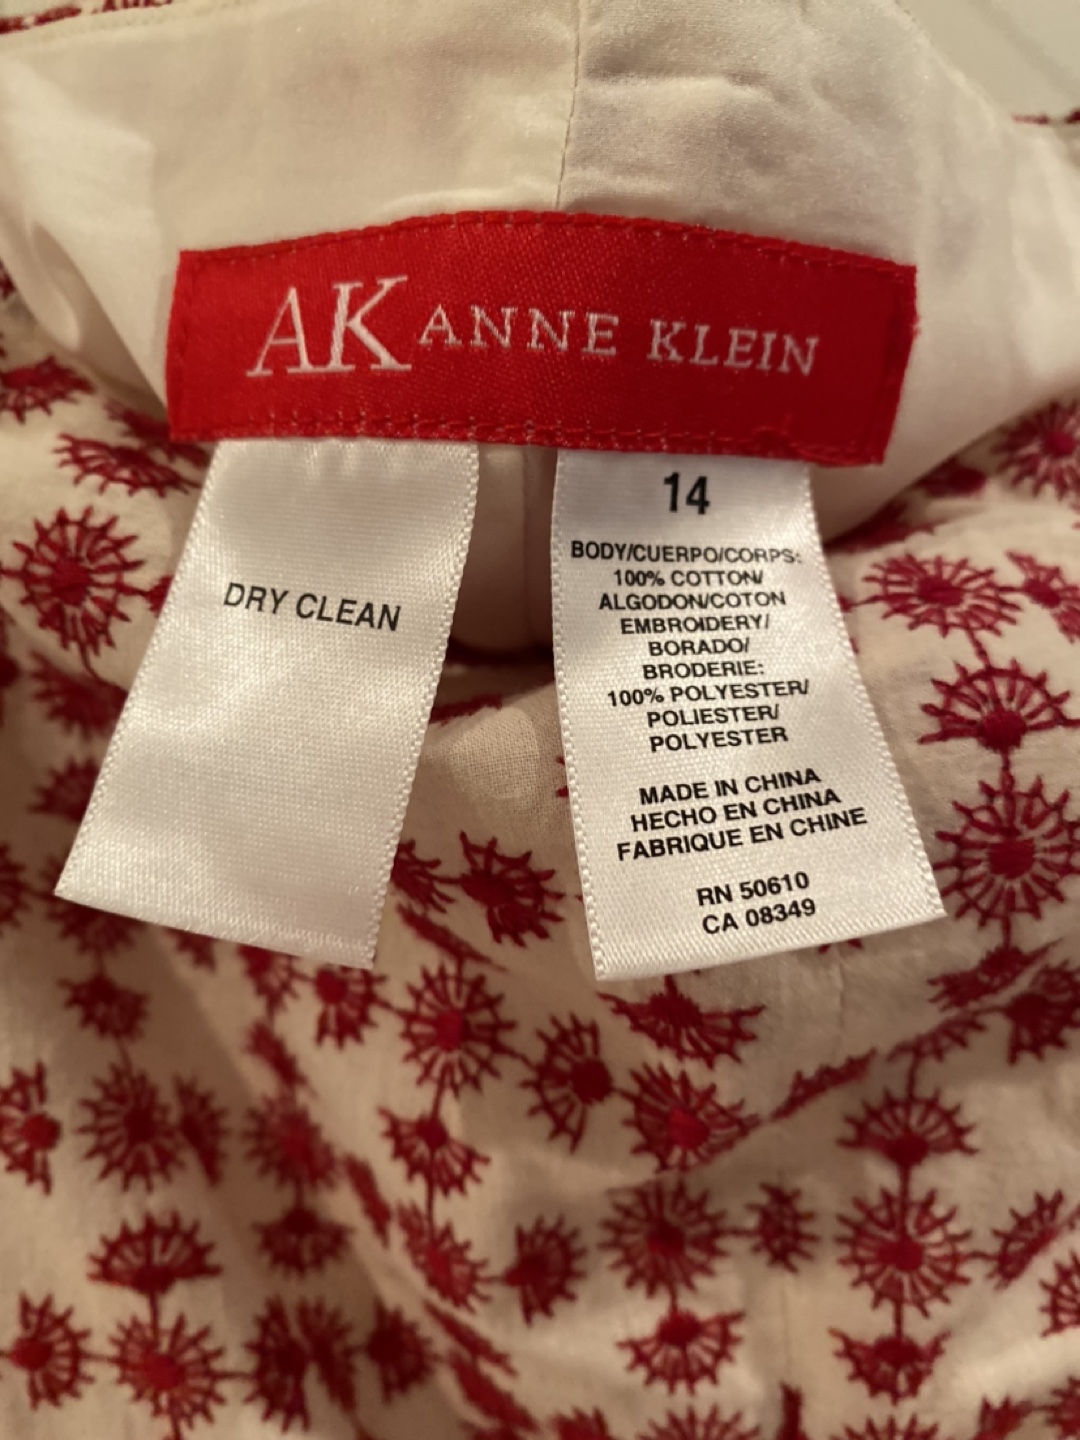 AK ANNE KLEIN
DRY CLEAN
14
BODY/CUERPO/CORPS:
100% COTTON/
ALGODON/COTON
EMBROIDERY/
BORADO/
BRODERIE:
100% POLYESTER/
POLIESTER/
POLYESTER
MADE IN CHINA
HECHO EN CHINA
FABRIQUE EN CHINE
RN 50610
CA 08349